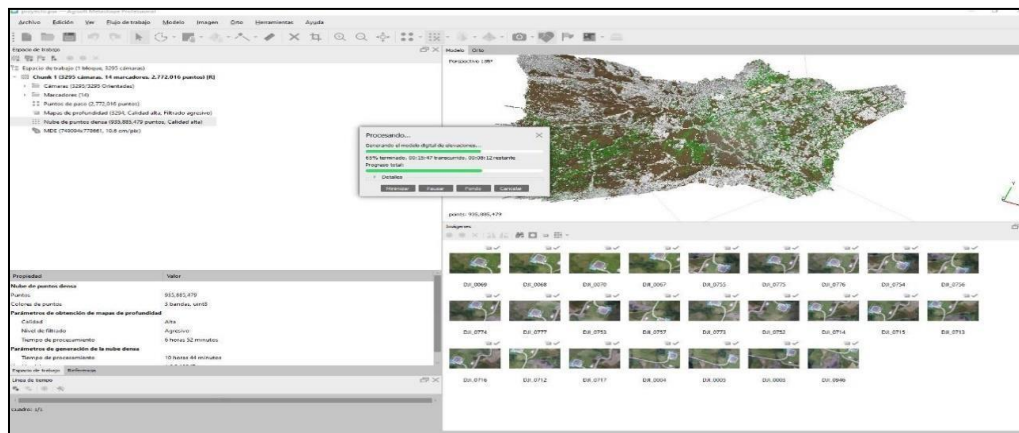 Archivo Edición Ver Flujo de trabajo Modelo Imagen Orto Herramientas Ayuda
Espacio de trabajo
Espacio de trabajo (1 bloque, 3295 cámaras)
Chunk 1 (3295 cámaras, 14 marcadores, 2,772,016 puntos) [R]
Cámaras (3295/3295 Orientadas)
Marcadores (14)
Puntos de paso (2,772,016 puntos)
Mapas de profundidad (3294, Calidad alta, Filtrado agresivo)
Nube de puntos densa (935,885,479 puntos, Calidad alta)
Propiedad Valor
Nube de puntos densa
Puntos 935,885,479
Colores de puntos 3 bandas, uint8
Parámetros de obtención de mapas de profundidad
Calidad Alta
Nivel de filtrado Agresivo
Tiempo de procesamiento 6 horas 52 minutos
Parámetros de generación de la nube densa
Tiempo de procesamiento 10 horas 44 minutos
Espacio de trabajo Referencia
Línea de tiempo
Cuadro: 1/1
Modelo Orto
Perspectiva
Procesando...
Generando el modelo digital de elevaciones...
Progreso total:
Detalles
Minimizar Pausar Fondo Cancelar
points: 935,885,479
Imágenes
DJI_0069 DJI_0068 DJI_0070 DJI_0067 DJI_0755 DJI_0775 DJI_0776 DJI_0754 DJI_0756
DJI_0774 DJI_0777 DJI_0753 DJI_0757 DJI_0773 DJI_0752 DJI_0714 DJI_0715 DJI_0713
DJI_0716 DJI_0712 DJI_0717 DJI_0004 DJI_0003